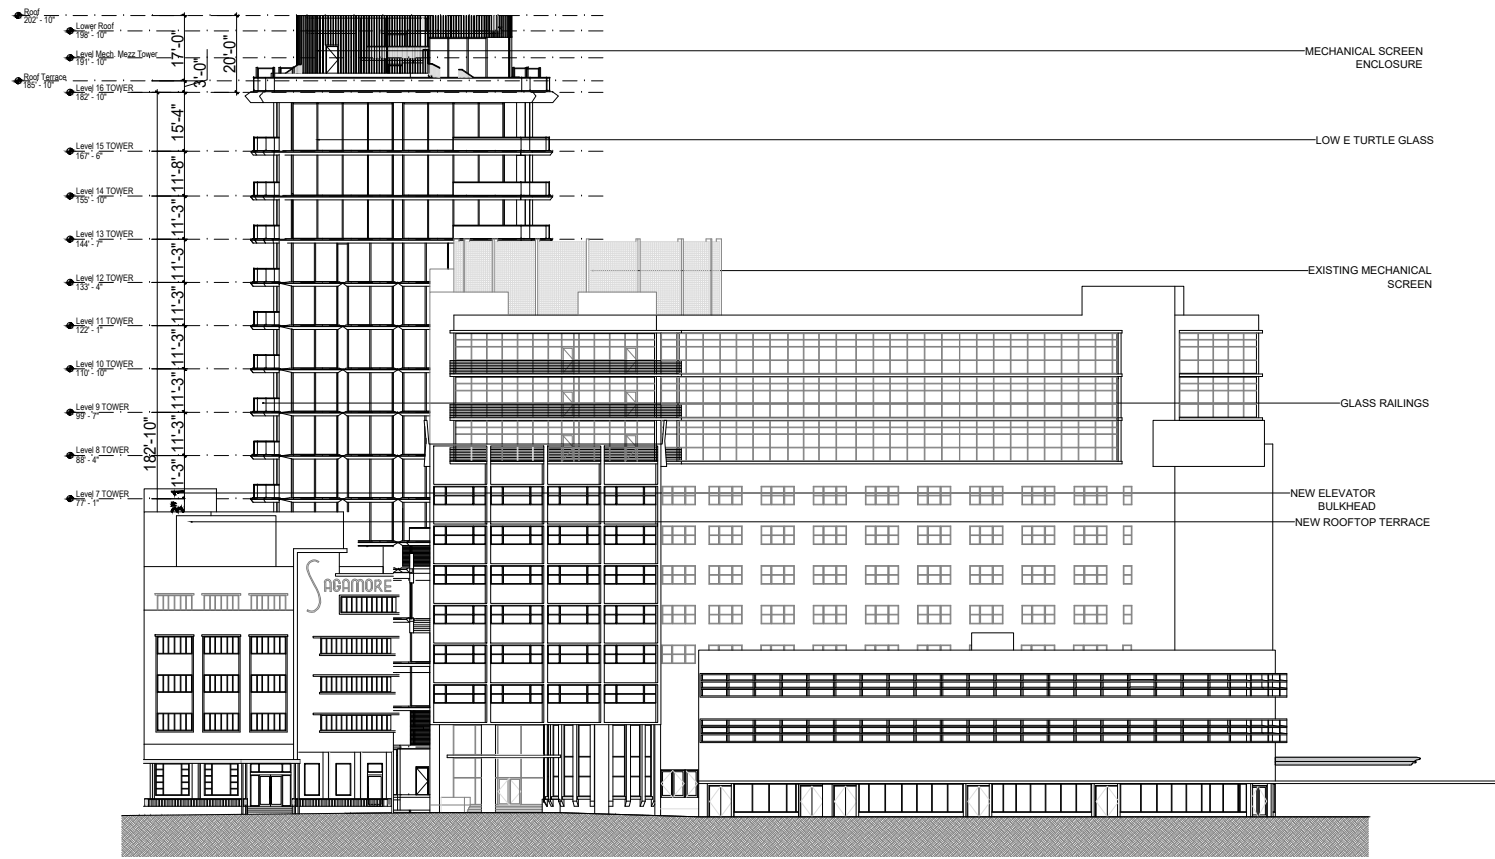 Roof
202' - 10"
Lower Roof
198' - 10"
Level Mech. Mezz Tower
191' - 10"
Roof Terrace
185' - 10"
Level 16 TOWER
182' - 10"
Level 15 TOWER
167' - 6"
Level 14 TOWER
155' - 10"
Level 13 TOWER
144' - 7"
Level 12 TOWER
133' - 4"
Level 11 TOWER
122' - 1"
Level 10 TOWER
110' - 10"
Level 9 TOWER
99' - 7"
Level 8 TOWER
88' - 4"
Level 7 TOWER
77' - 1"
17'-0"
3'-0"
20'-0"
15'-4"
11'-8"
11'-3"
11'-3"
11'-3"
11'-3"
11'-3"
11'-3"
11'-3"
11'-3"
182'-10"
MECHANICAL SCREEN
ENCLOSURE
LOW E TURTLE GLASS
EXISTING MECHANICAL
SCREEN
GLASS RAILINGS
NEW ELEVATOR
BULKHEAD
NEW ROOFTOP TERRACE
SAGAMORE